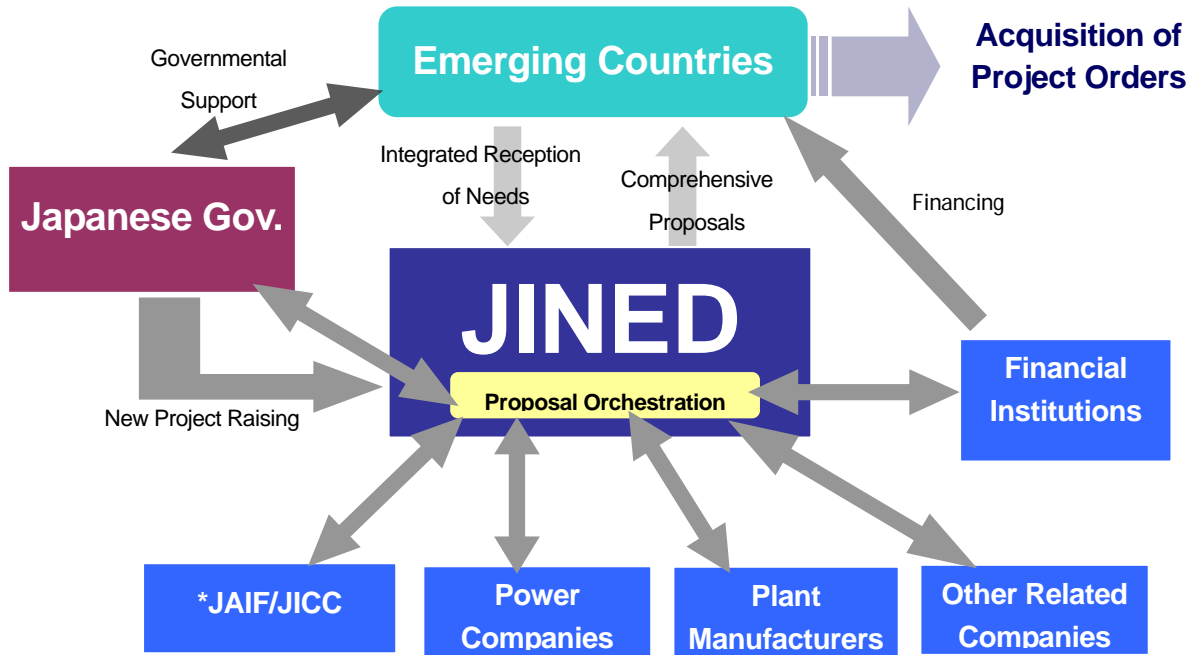 Emerging Countries
Acquisition of
Project Orders
Governmental
Support
Integrated Reception
of Needs
Comprehensive
Proposals
Financing
Japanese Gov.
JINED
Proposal Orchestration
New Project Raising
Financial
Institutions
*JAIF/JICC
Power
Companies
Plant
Manufacturers
Other Related
Companies